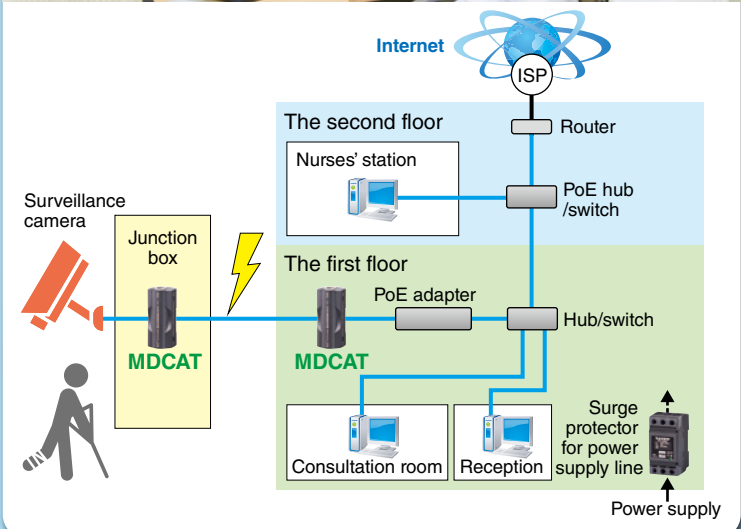 Internet
ISP
The second floor
Router
Nurses' station
PoE hub
/switch
Surveillance
camera
Junction
box
The first floor
PoE adapter
Hub/switch
MDCAT
MDCAT
Surge
protector
for power
supply line
Consultation room
Reception
Power supply